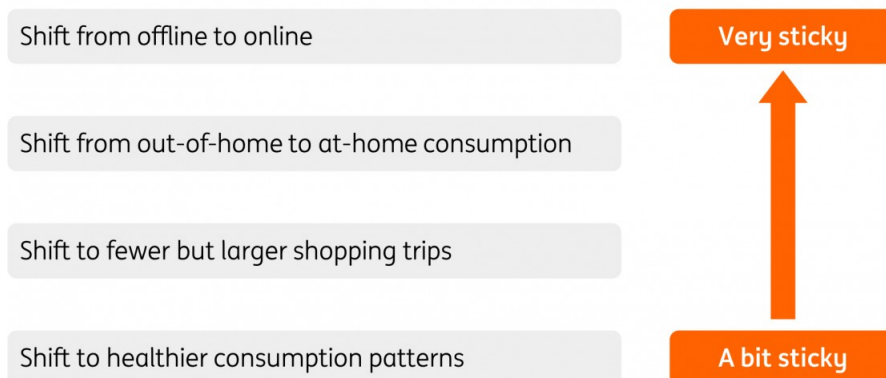 Shift from offline to online
Very sticky
Shift from out-of-home to at-home consumption
Shift to fewer but larger shopping trips
Shift to healthier consumption patterns
A bit sticky